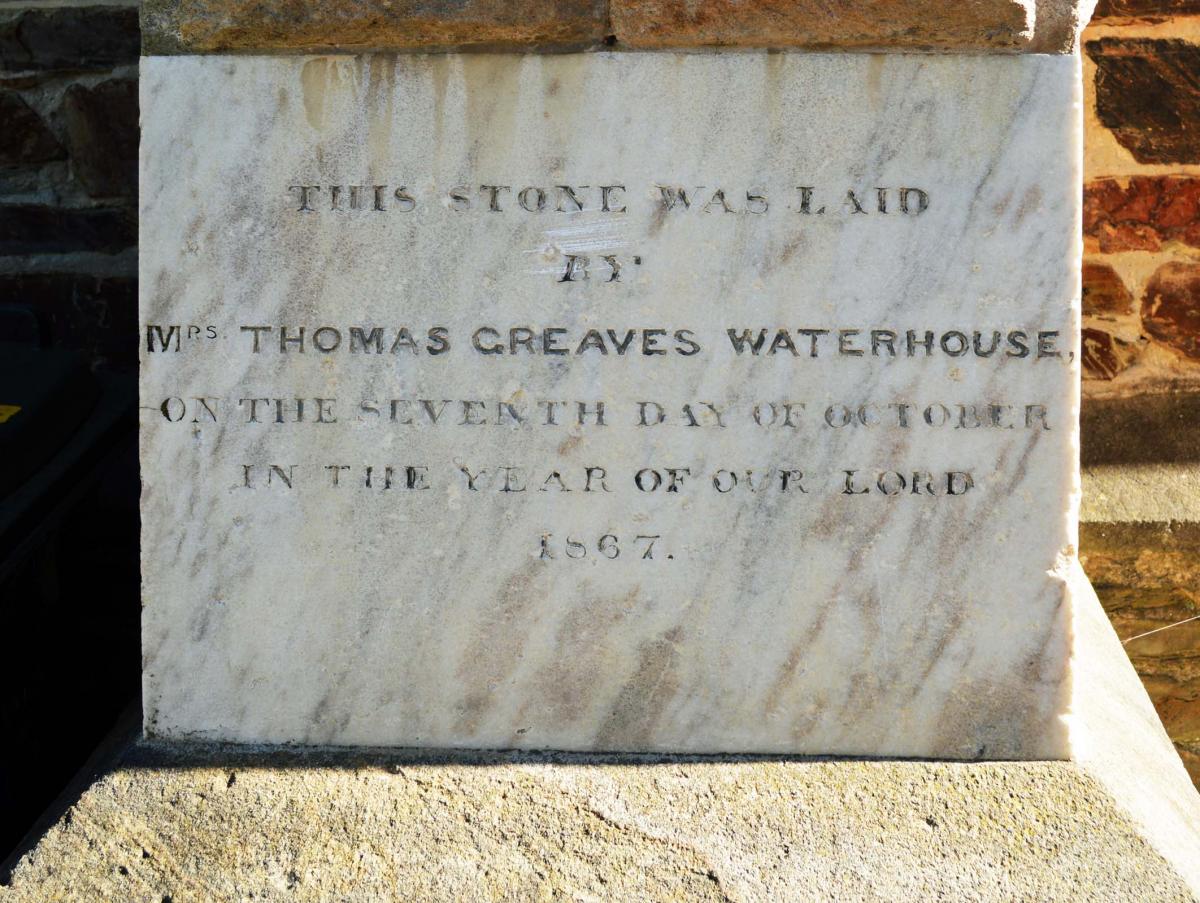 THIS STONE WAS LAID
BY
MRS. THOMAS GREAVES WATERHOUSE,
ON THE SEVENTH DAY OF OCTOBER
IN THE YEAR OF OUR LORD
1867.